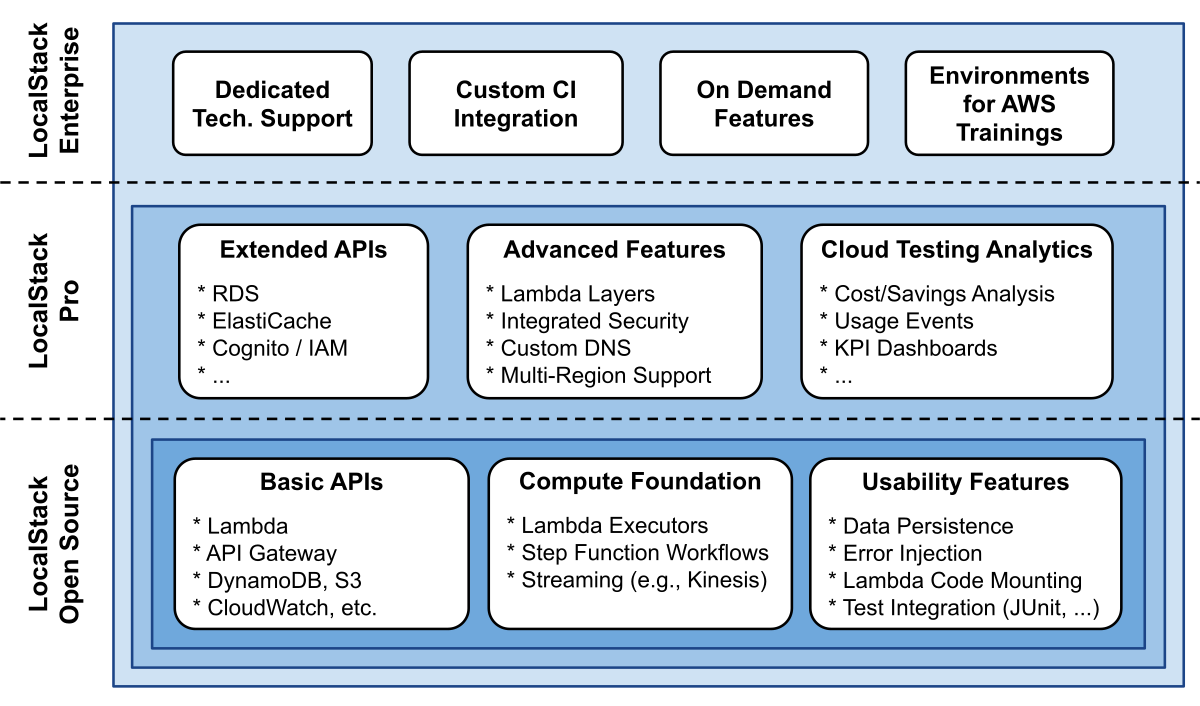 LocalStack
Enterprise
Dedicated
Tech. Support
Custom CI
Integration
On Demand
Features
Environments
for AWS
Trainings
LocalStack
Pro
Extended APIs
* RDS
* ElastiCache
* Cognito / IAM
* ...
Advanced Features
* Lambda Layers
* Integrated Security
* Custom DNS
* Multi-Region Support
Cloud Testing Analytics
* Cost/Savings Analysis
* Usage Events
* KPI Dashboards
* ...
LocalStack
Open Source
Basic APIs
* Lambda
* API Gateway
* DynamoDB, S3
* CloudWatch, etc.
Compute Foundation
* Lambda Executors
* Step Function Workflows
* Streaming (e.g., Kinesis)
Usability Features
* Data Persistence
* Error Injection
* Lambda Code Mounting
* Test Integration (JUnit, ...)